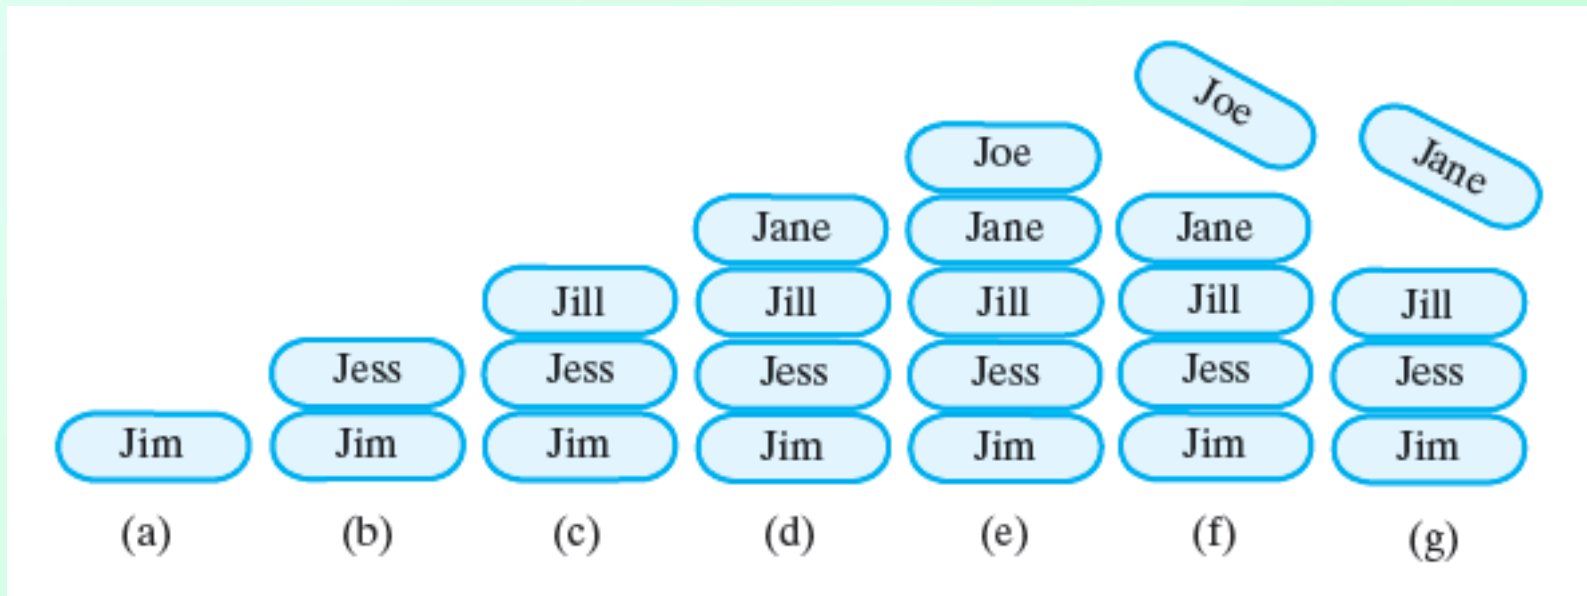 Joe
Jane
Joe
Jane Jane Jane
Jill Jill Jill Jill Jill
Jess Jess Jess Jess Jess Jess
Jim Jim Jim Jim Jim Jim Jim
(a) (b) (c) (d) (e) (f) (g)